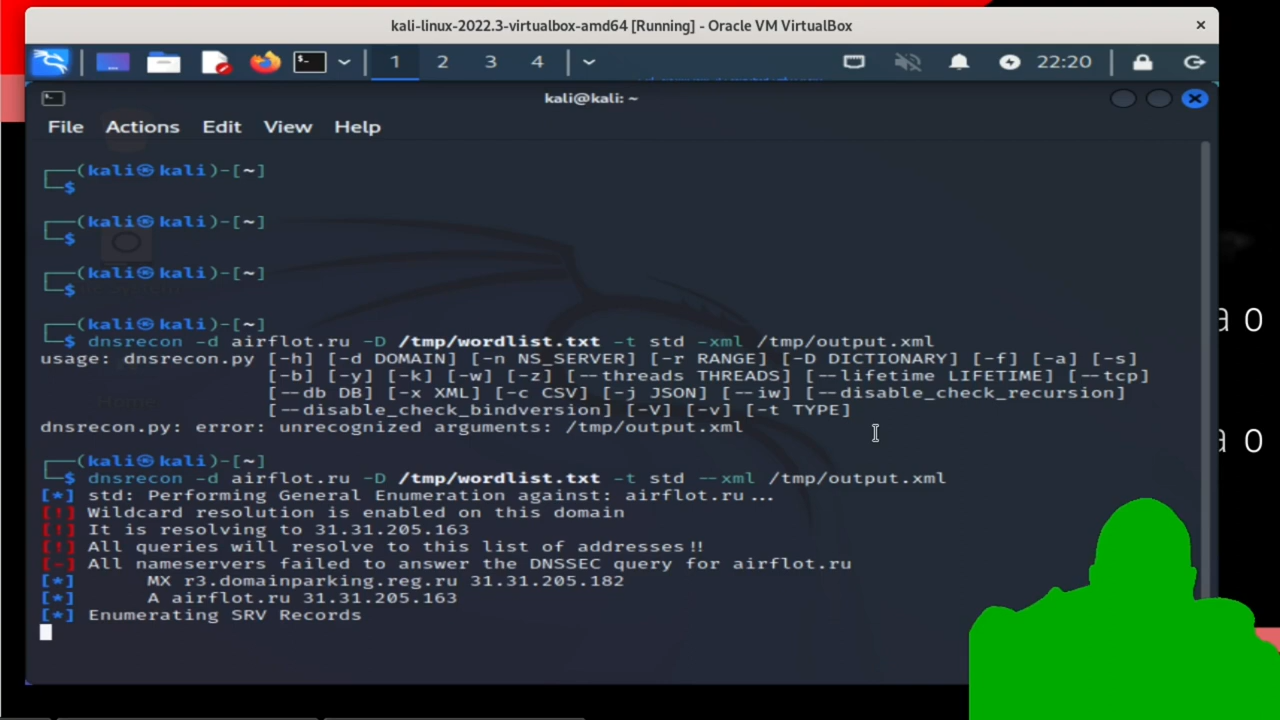 kali-linux-2022.3-virtualbox-amd64 [Running] - Oracle VM VirtualBox
1 2 3 4 22:20
kali@kali: ~
File Actions Edit View Help
┌──(kali㉿kali)-[~]
└─$
┌──(kali㉿kali)-[~]
└─$
┌──(kali㉿kali)-[~]
└─$
┌──(kali㉿kali)-[~]
└─$ dnsrecon -d airflot.ru -D /tmp/wordlist.txt -t std -xml /tmp/output.xml
usage: dnsrecon.py [-h] [-d DOMAIN] [-n NS_SERVER] [-r RANGE] [-D DICTIONARY] [-f] [-a] [-s]
[-b] [-y] [-k] [-w] [-z] [--threads THREADS] [--lifetime LIFETIME] [--tcp]
[--db DB] [-x XML] [-c CSV] [-j JSON] [--iw] [--disable_check_recursion]
[--disable_check_bindversion] [-V] [-v] [-t TYPE]
dnsrecon.py: error: unrecognized arguments: /tmp/output.xml
┌──(kali㉿kali)-[~]
└─$ dnsrecon -d airflot.ru -D /tmp/wordlist.txt -t std --xml /tmp/output.xml
[*] std: Performing General Enumeration against: airflot.ru...
[!] Wildcard resolution is enabled on this domain
[!] It is resolving to 31.31.205.163
[!] All queries will resolve to this list of addresses!!
[-] All nameservers failed to answer the DNSSEC query for airflot.ru
[*] MX r3.domainparking.reg.ru 31.31.205.182
[*] A airflot.ru 31.31.205.163
[*] Enumerating SRV Records